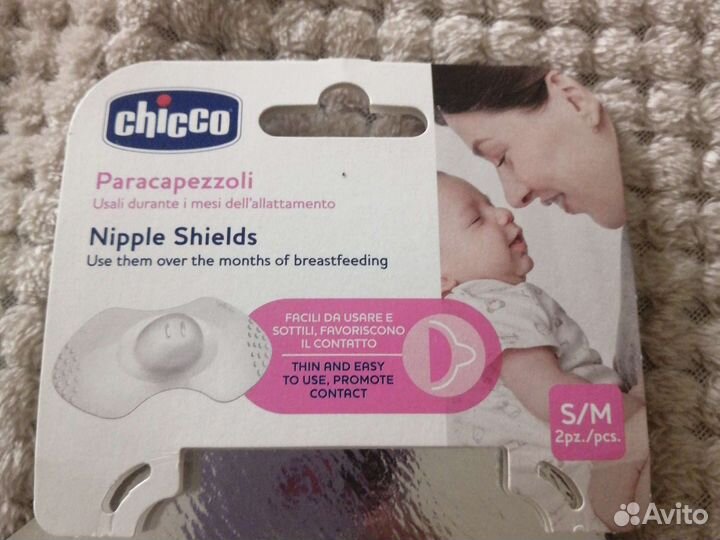 chicco
Paracapezzoli
Usali durante i mesi dell'allattamento
Nipple Shields
Use them over the months of breastfeeding
FACILI DA USARE E
SOTTILI, FAVORISCONO
IL CONTATTO
THIN AND EASY
TO USE, PROMOTE
CONTACT
S/M
2pz./pcs.
Avito